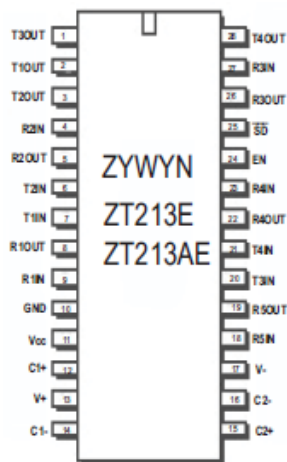 T3OUT 1 28 T4OUT
T1OUT 2 27 R3IN
T2OUT 3 26 R3OUT
R2IN 4 25 SD
R2OUT 5 24 EN
T2IN 6 23 R4IN
T1IN 7 22 R4OUT
R1OUT 8 21 T4IN
R1IN 9 20 T3IN
GND 10 19 R5OUT
Vcc 11 18 R5IN
C1+ 12 17 V-
V+ 13 16 C2-
C1- 14 15 C2+
ZYWYN
ZT213E
ZT213AE